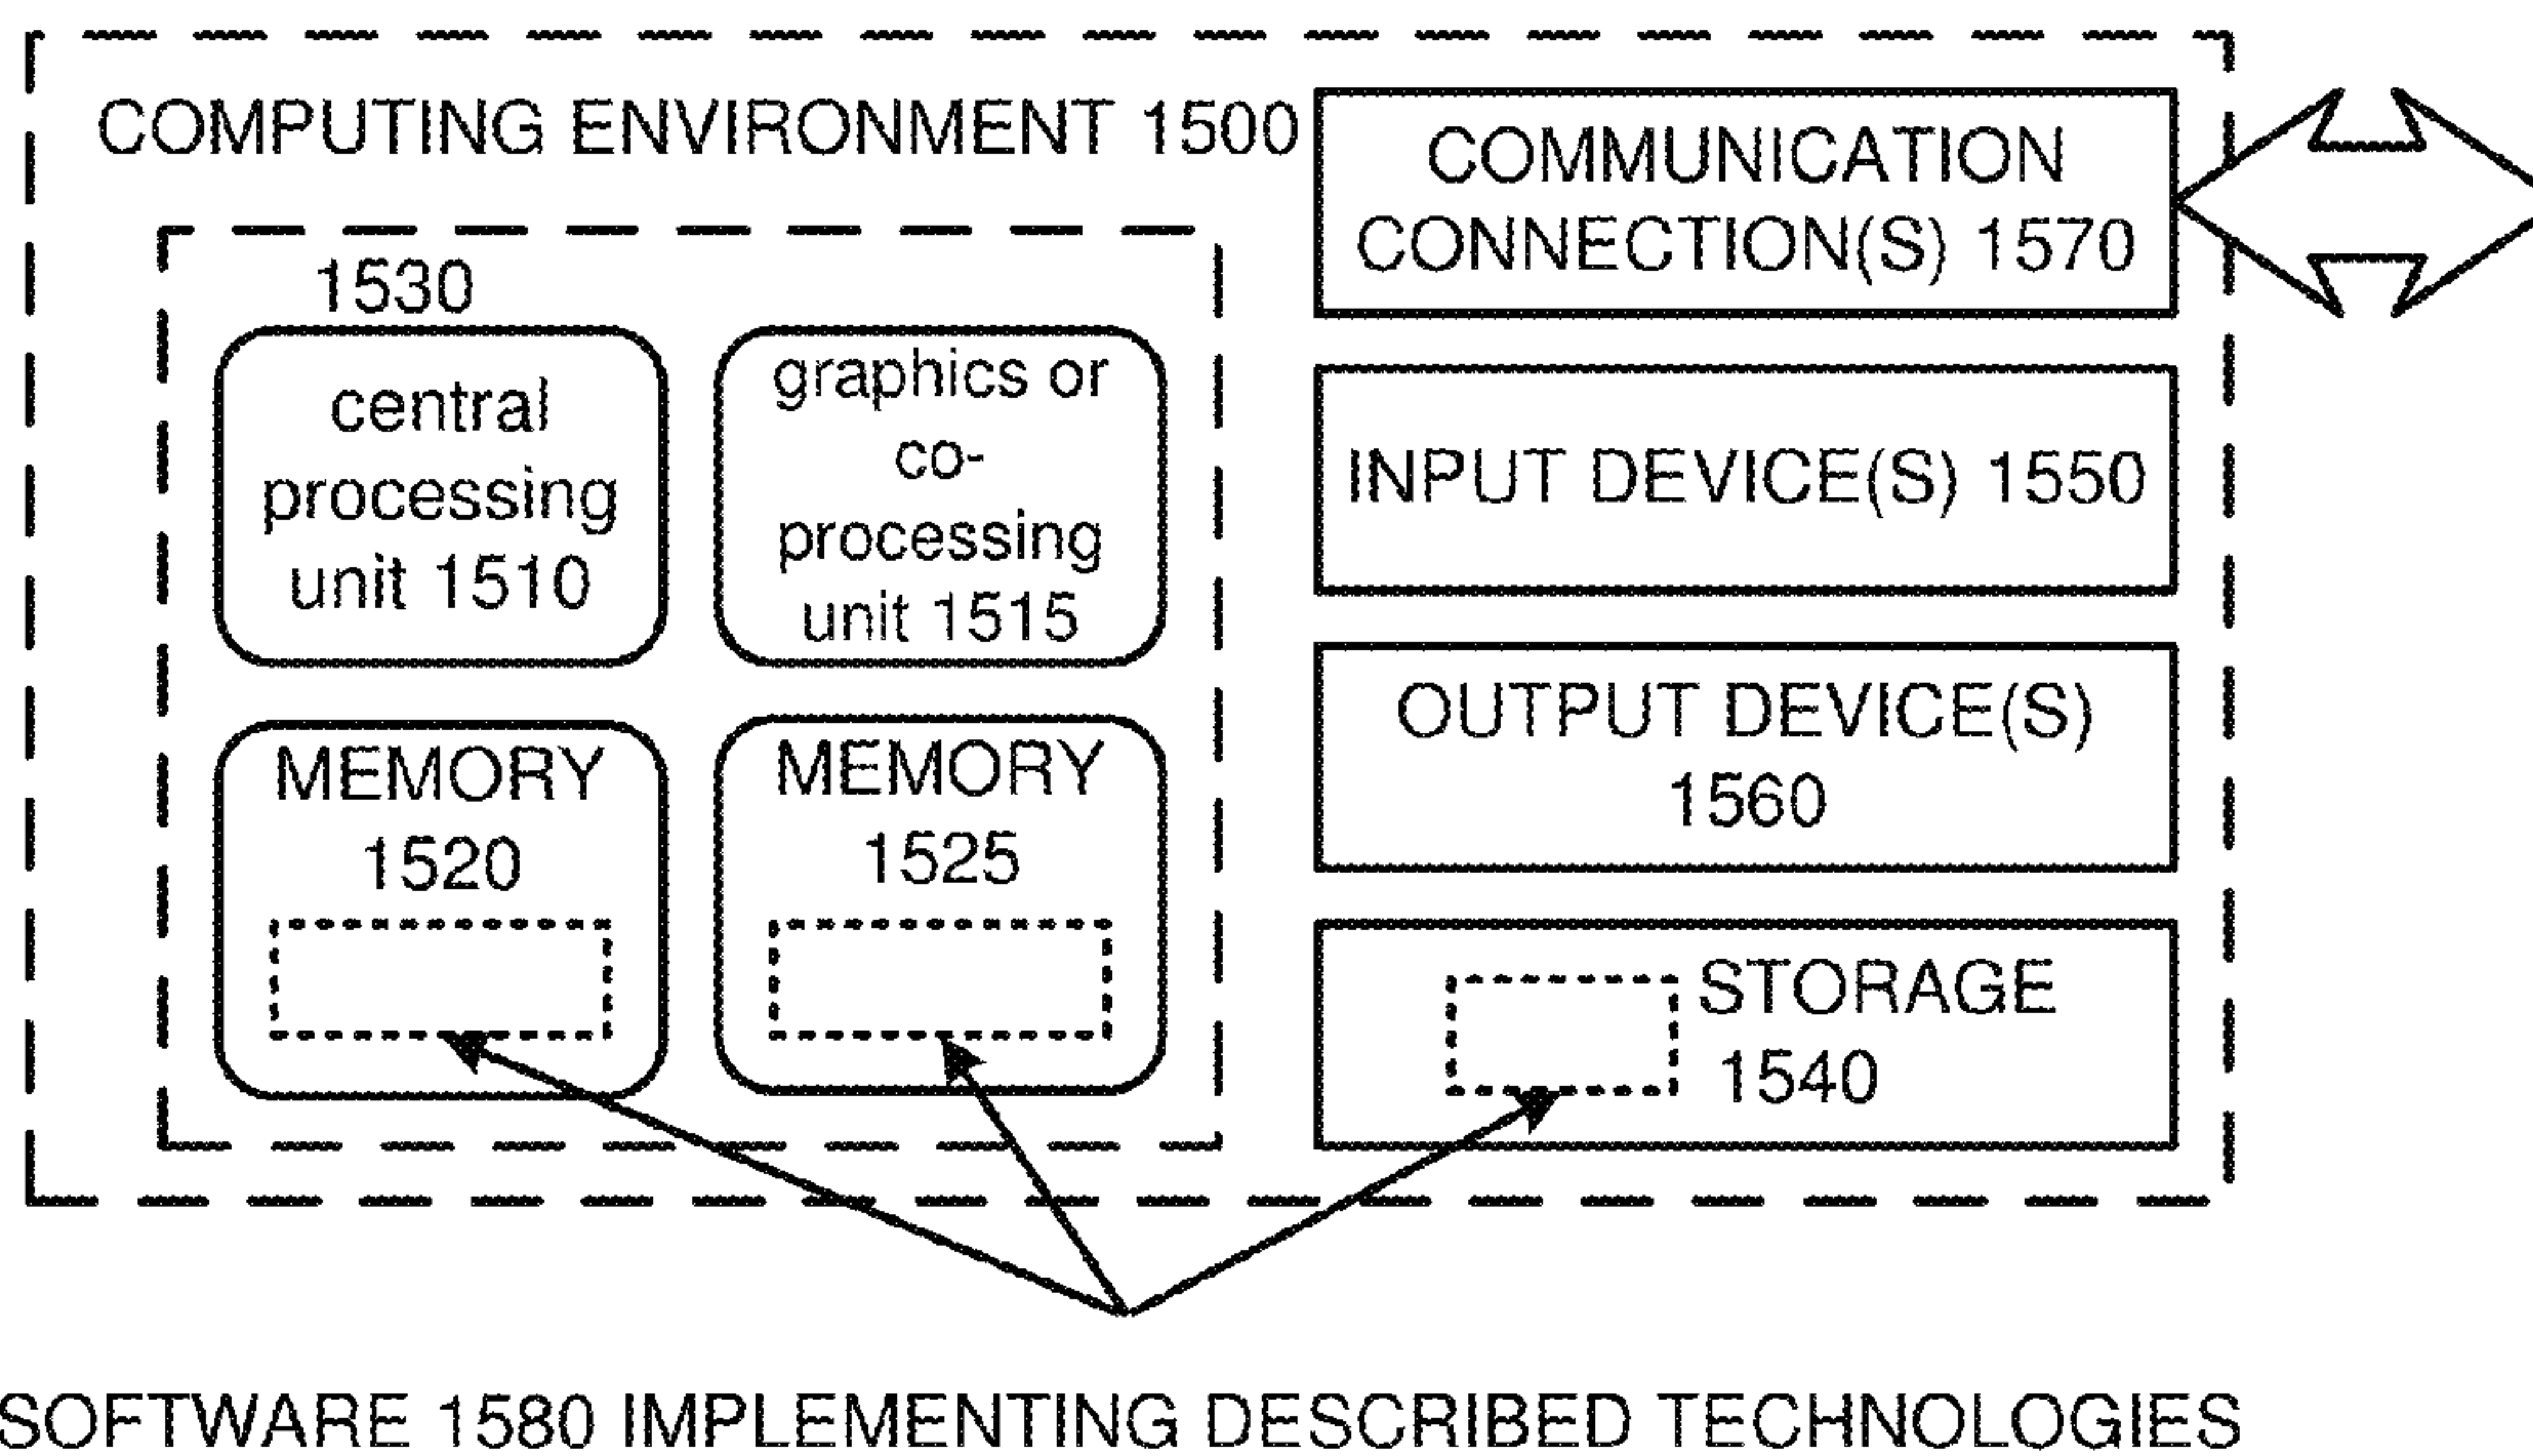 COMPUTING ENVIRONMENT 1500
1530
central
processing
unit 1510
graphics or
co-
processing
unit 1515
MEMORY
1520
MEMORY
1525
COMMUNICATION
CONNECTION(S) 1570
INPUT DEVICE(S) 1550
OUTPUT DEVICE(S)
1560
STORAGE
1540
SOFTWARE 1580 IMPLEMENTING DESCRIBED TECHNOLOGIES